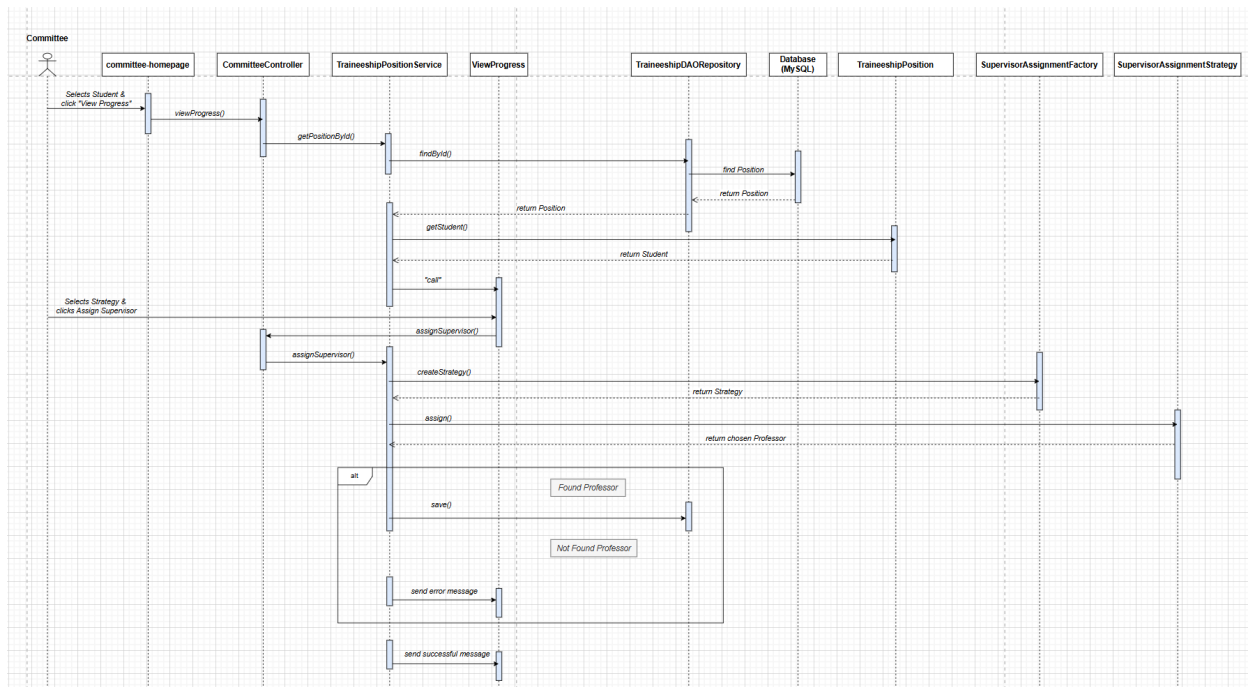 Committee
committee-homepage
CommitteeController
TraineeshipPositionService
ViewProgress
TraineeshipDAORepository
Database
(MySQL)
TraineeshipPosition
SupervisorAssignmentFactory
SupervisorAssignmentStrategy
Selects Student &
click "View Progress"
viewProgress()
getPositionById()
findById()
find Position
return Position
return Position
getStudent()
return Student
"call"
Selects Strategy &
clicks Assign Supervisor
assignSupervisor()
assignSupervisor()
createStrategy()
return Strategy
assign()
return chosen Professor
alt
Found Professor
save()
Not Found Professor
send error message
send successful message